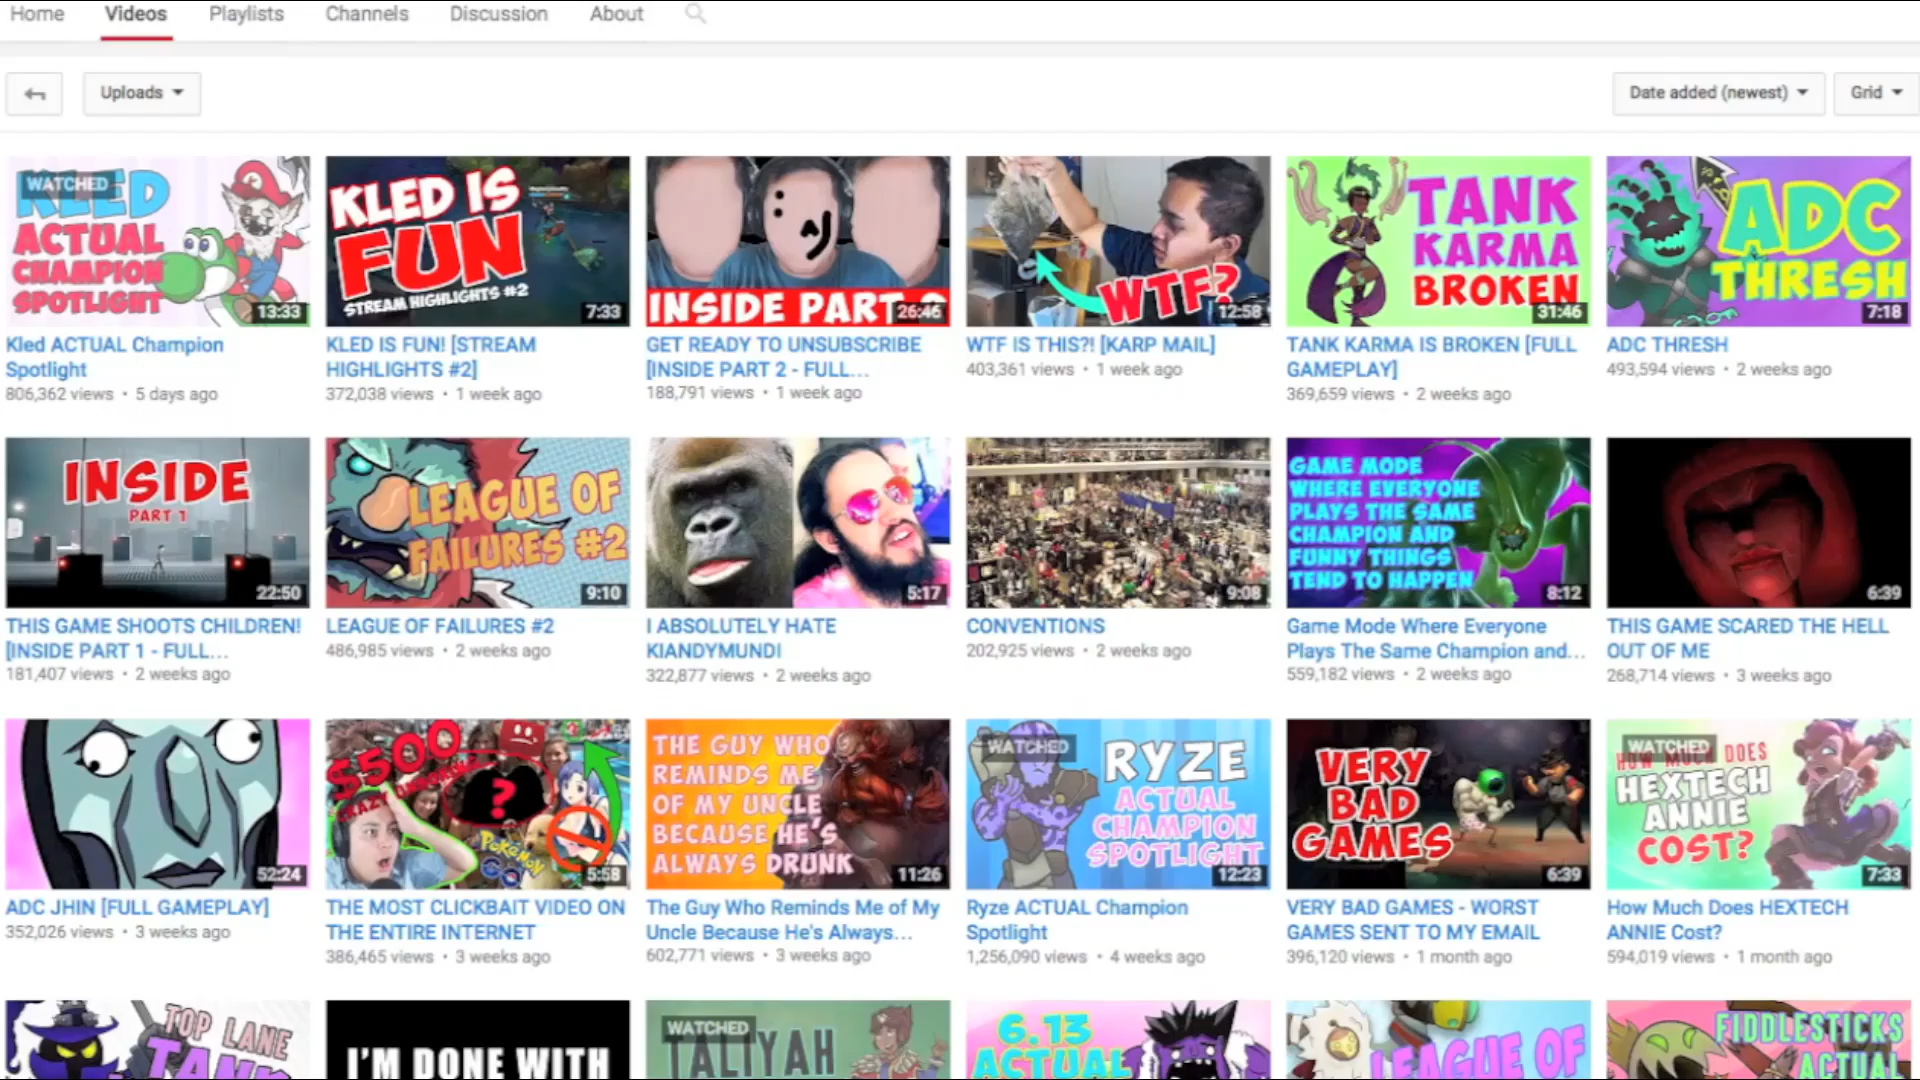 Home Videos Playlists Channels Discussion About
Uploads Date added (newest) Grid
WATCHED
KLED
ACTUAL
CHAMPION
SPOTLIGHT
13:33
KLED IS
FUN
STREAM HIGHLIGHTS #2
7:33
INSIDE PART
26:46
WTF?
12:58
TANK
KARMA
BROKEN
31:46
ADC
THRESH
7:18
Kled ACTUAL Champion
Spotlight
806,362 views • 5 days ago
KLED IS FUN! [STREAM
HIGHLIGHTS #2]
372,038 views • 1 week ago
GET READY TO UNSUBSCRIBE
[INSIDE PART 2 - FULL...
188,791 views • 1 week ago
WTF IS THIS?! [KARP MAIL]
403,361 views • 1 week ago
TANK KARMA IS BROKEN [FULL
GAMEPLAY]
369,659 views • 2 weeks ago
ADC THRESH
493,594 views • 2 weeks ago
INSIDE
PART 1
22:50
LEAGUE OF
FAILURES #2
9:10
5:17
9:08
GAME MODE
WHERE EVERYONE
PLAYS THE SAME
CHAMPION AND
FUNNY THINGS
TEND TO HAPPEN
8:12
6:39
THIS GAME SHOOTS CHILDREN!
[INSIDE PART 1 - FULL...
181,407 views • 2 weeks ago
LEAGUE OF FAILURES #2
486,985 views • 2 weeks ago
I ABSOLUTELY HATE
KIANDYMUNDI
322,877 views • 2 weeks ago
CONVENTIONS
202,925 views • 2 weeks ago
Game Mode Where Everyone
Plays The Same Champion and...
559,182 views • 2 weeks ago
THIS GAME SCARED THE HELL
OUT OF ME
268,714 views • 3 weeks ago
52:24
$500
CRAZY
?
POKéMON
GO
5:58
THE GUY WHO
REMINDS ME
OF MY UNCLE
BECAUSE HE'S
ALWAYS DRUNK
11:26
WATCHED
RYZE
ACTUAL
CHAMPION
SPOTLIGHT
12:23
VERY
BAD
GAMES
6:39
WATCHED
HOW MUCH DOES
HEXTECH
ANNIE
COST?
7:33
ADC JHIN [FULL GAMEPLAY]
352,026 views • 3 weeks ago
THE MOST CLICKBAIT VIDEO ON
THE ENTIRE INTERNET
386,465 views • 3 weeks ago
The Guy Who Reminds Me of My
Uncle Because He's Always...
602,771 views • 3 weeks ago
Ryze ACTUAL Champion
Spotlight
1,256,090 views • 4 weeks ago
VERY BAD GAMES - WORST
GAMES SENT TO MY EMAIL
396,120 views • 1 month ago
How Much Does HEXTECH
ANNIE Cost?
594,019 views • 1 month ago
TOP LANE
TANK
I'M DONE WITH
WATCHED
TALIYAH
6.13
ACTUAL
LEAGUE OF
FIDDLESTICKS
ACTUAL